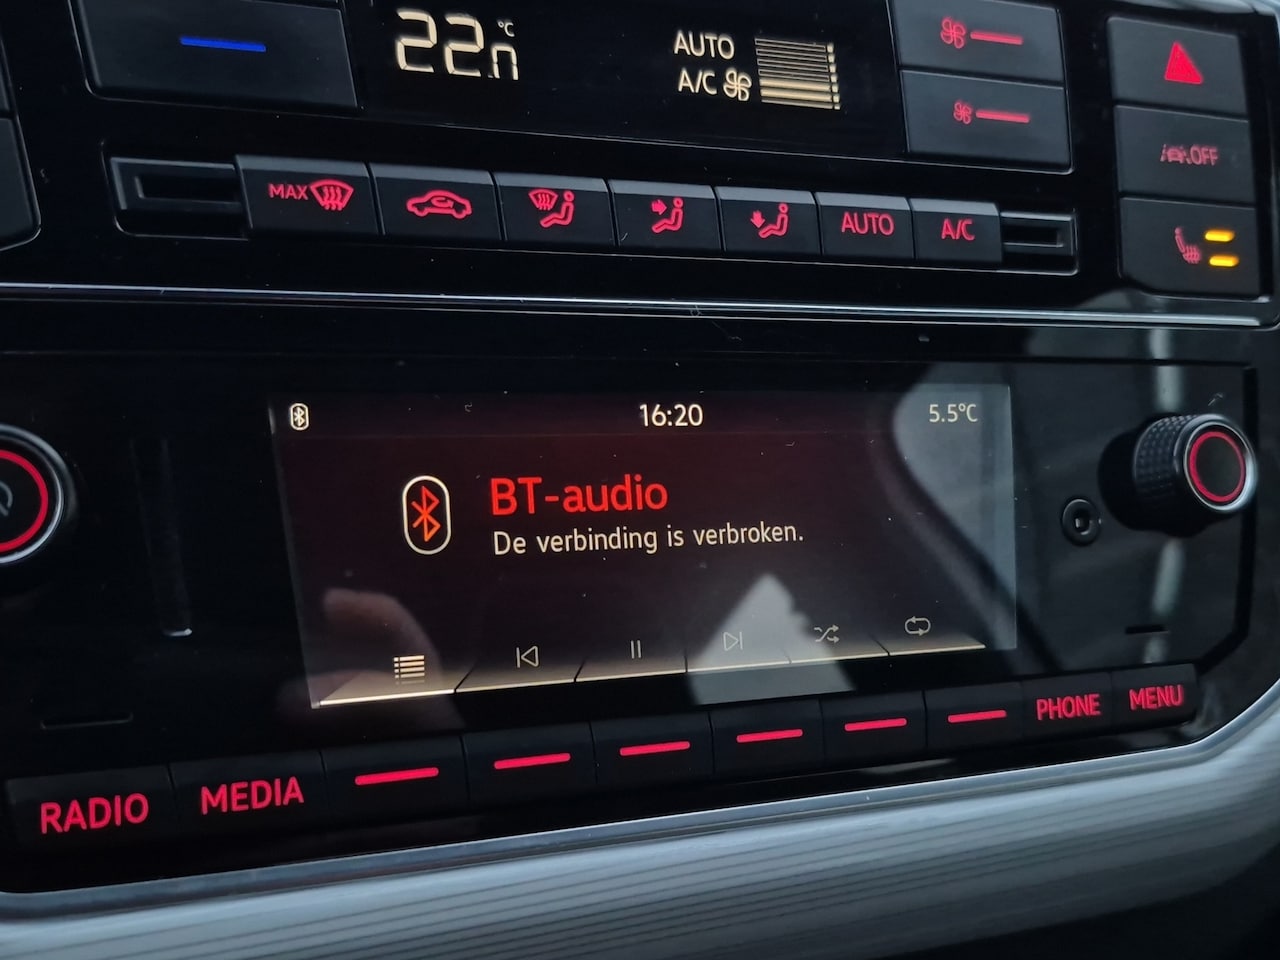 22.0 °C
AUTO
A/C
OFF
MAX
AUTO
A/C
16:20
5.5°C
BT-audio
De verbinding is verbroken.
RADIO
MEDIA
PHONE
MENU